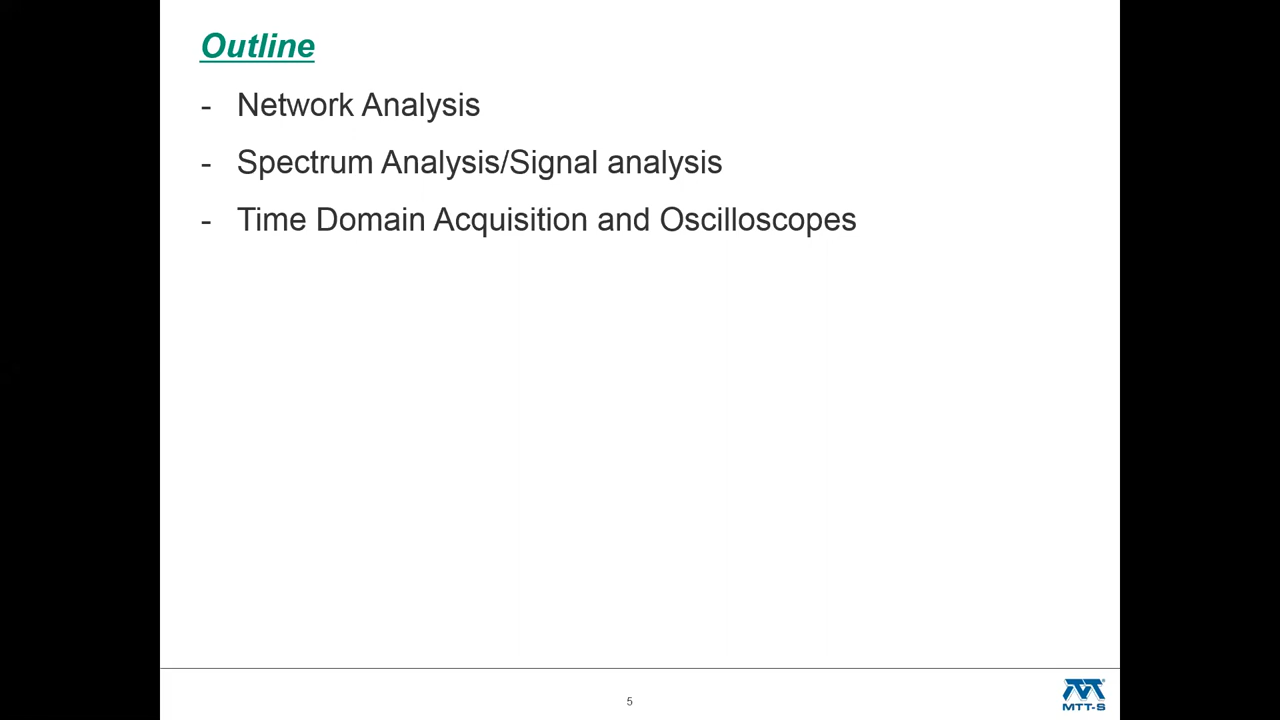 Outline
- Network Analysis
- Spectrum Analysis/Signal analysis
- Time Domain Acquisition and Oscilloscopes
5
MTT-S